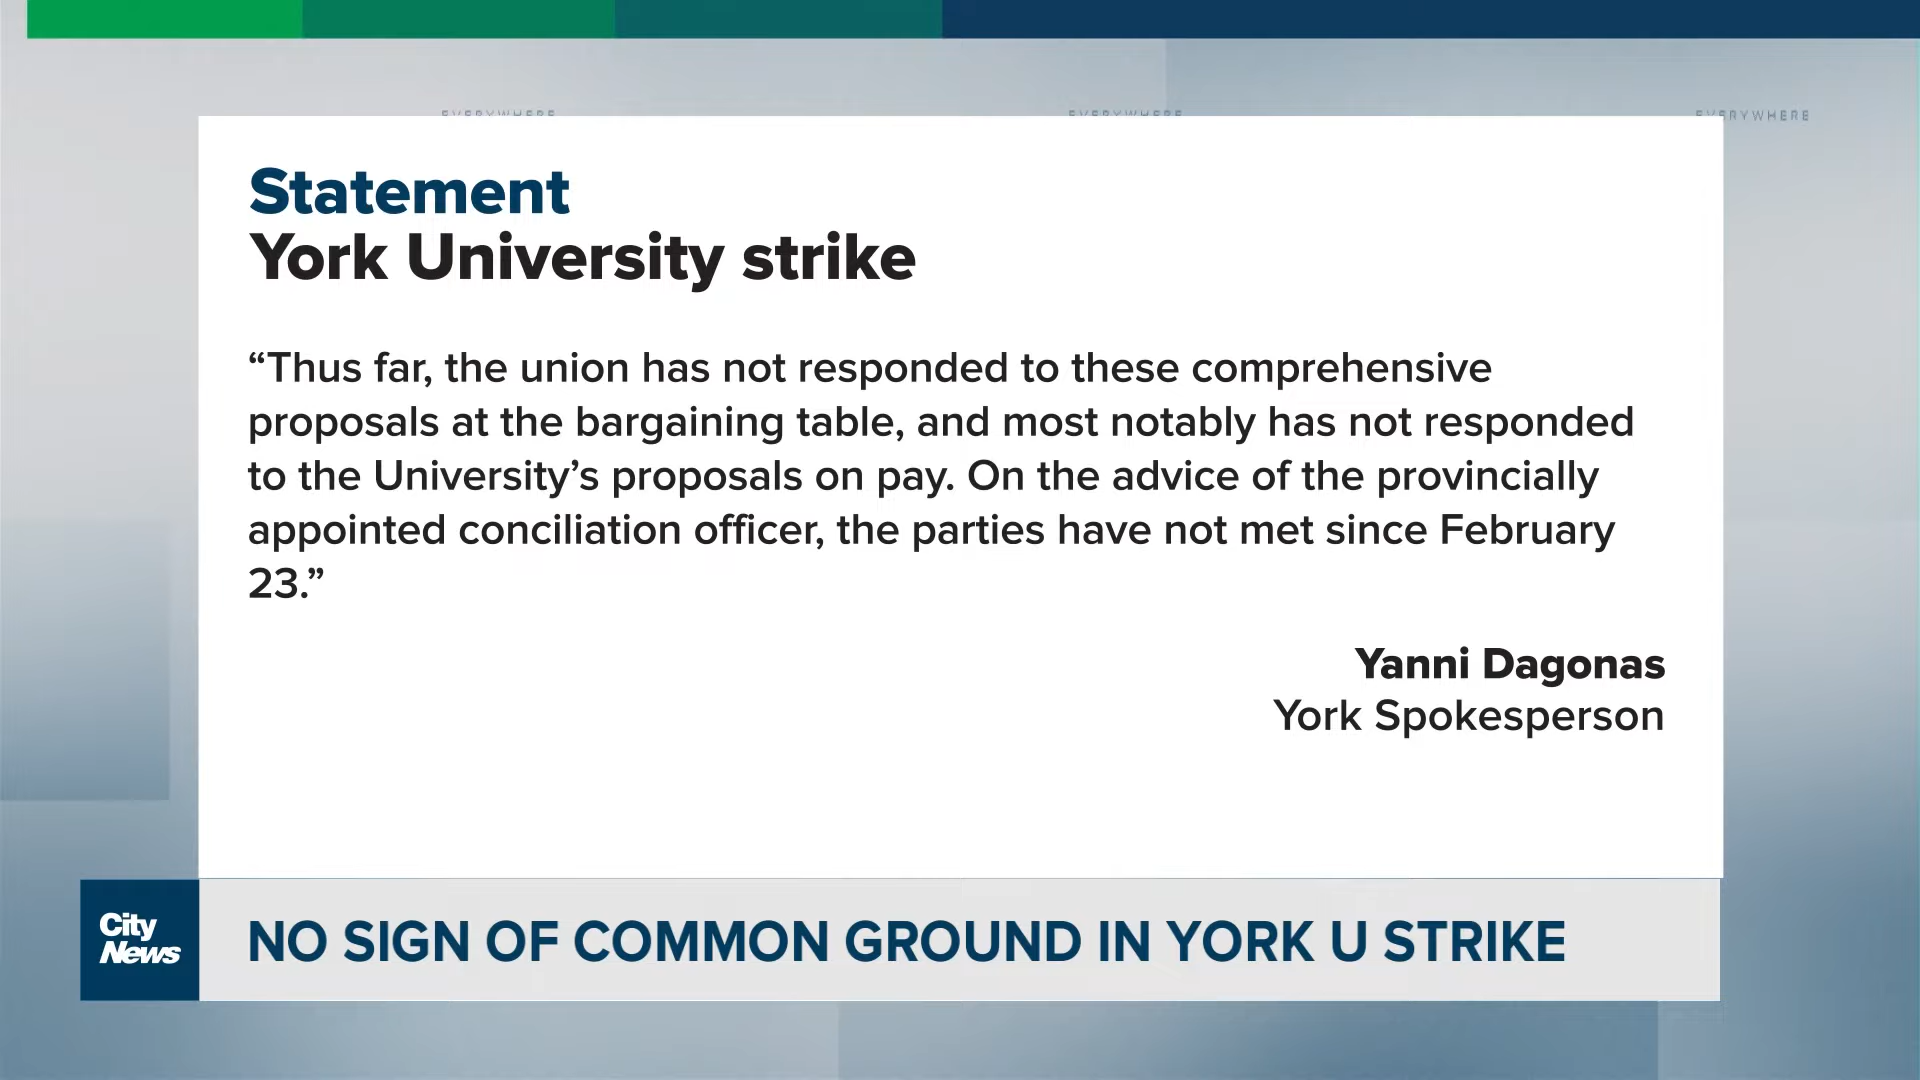 EVERYWHERE EVERYWHERE EVERYWHERE
Statement
York University strike
“Thus far, the union has not responded to these comprehensive
proposals at the bargaining table, and most notably has not responded
to the University’s proposals on pay. On the advice of the provincially
appointed conciliation officer, the parties have not met since February
23.”
Yanni Dagonas
York Spokesperson
City
News
NO SIGN OF COMMON GROUND IN YORK U STRIKE